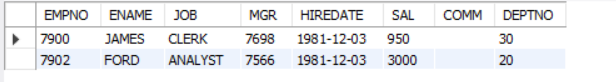 EMPNO ENAME JOB MGR HIREDATE SAL COMM DEPTNO
7900 JAMES CLERK 7698 1981-12-03 950 30
7902 FORD ANALYST 7566 1981-12-03 3000 20